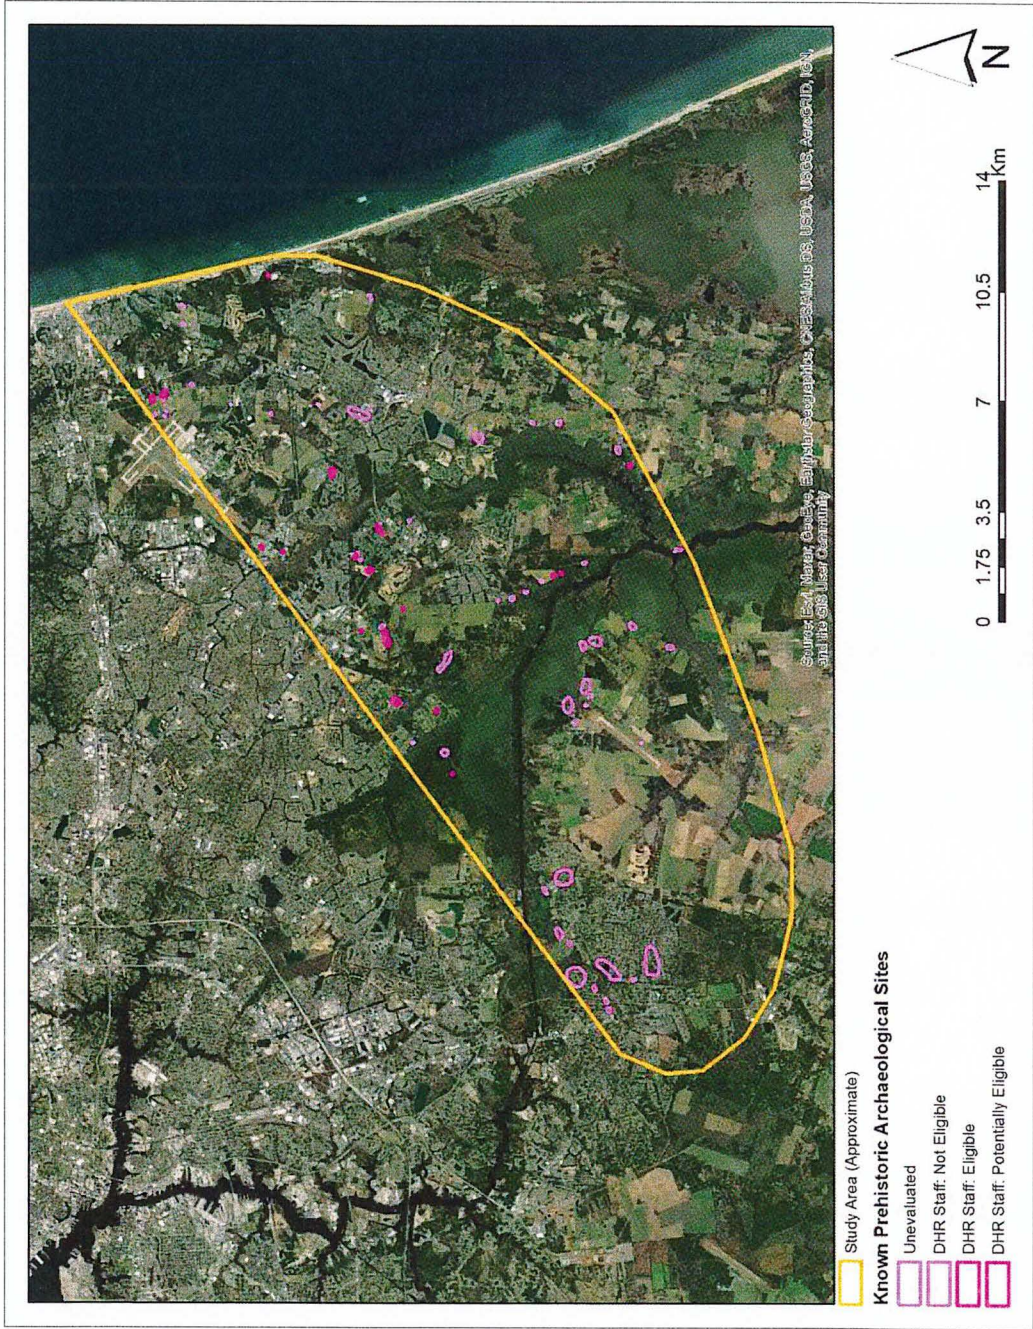 Source: Esri, Maxar, GeoEye, Earthstar Geographics, CNES/Airbus DS, USDA, USGS, AeroGRID, IGN,
and the GIS User Community
Study Area (Approximate)
Known Prehistoric Archaeological Sites
Unevaluated
DHR Staff: Not Eligible
DHR Staff: Eligible
DHR Staff: Potentially Eligible
0 1.75 3.5 7 10.5 14
Km
N